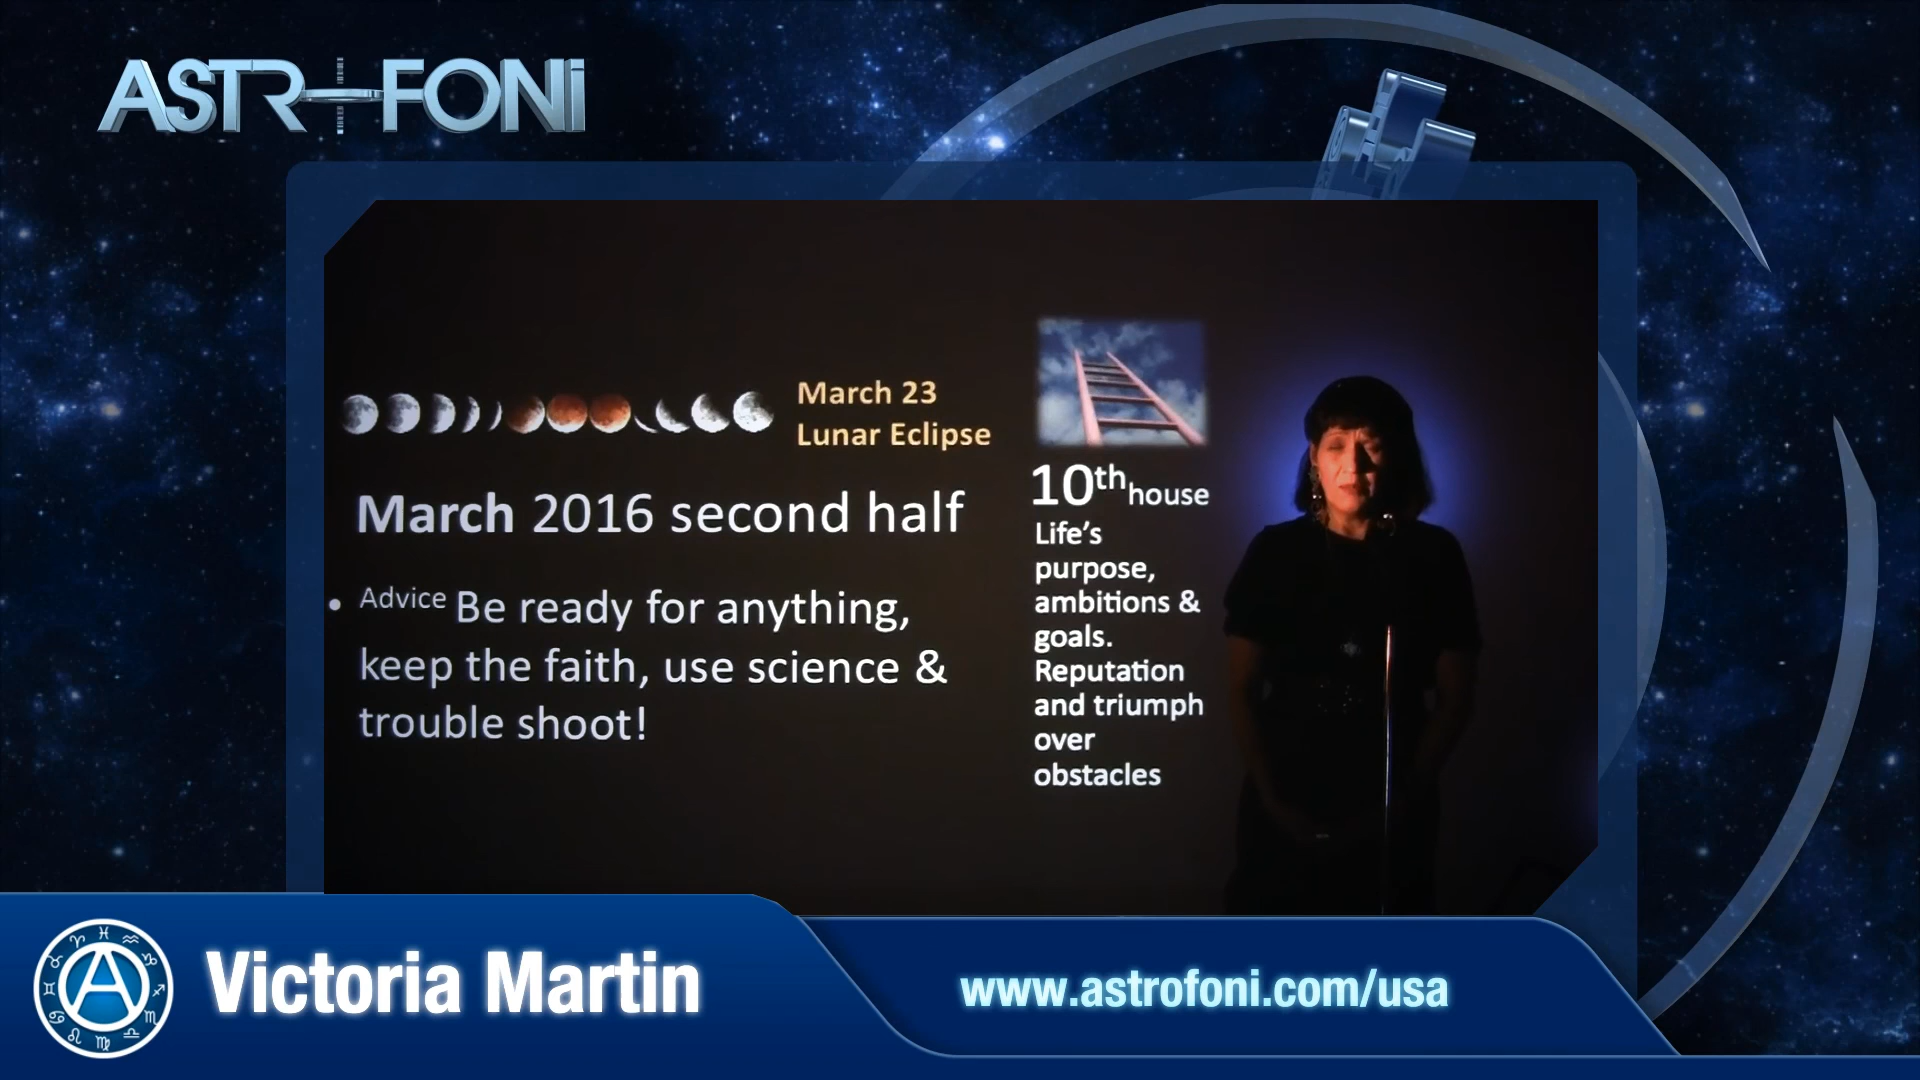 ASTROFONi
March 23
Lunar Eclipse
March 2016 second half
• Advice Be ready for anything,
keep the faith, use science &
trouble shoot!
10th house
Life's
purpose,
ambitions &
goals.
Reputation
and triumph
over
obstacles
Victoria Martin
www.astrofoni.com/usa